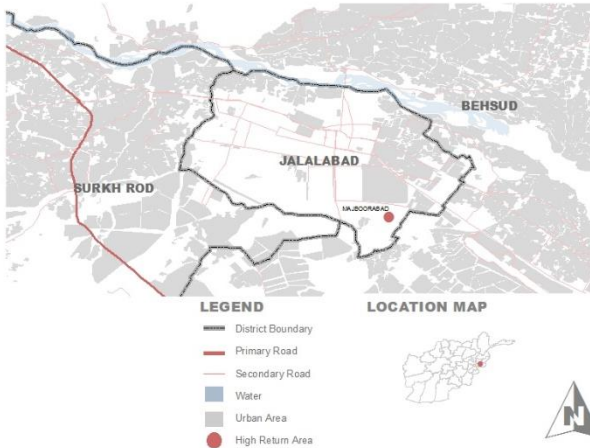 BEHSUD
JALALABAD
SURKH ROD
MAJBOORABAD
LEGEND
District Boundary
Primary Road
Secondary Road
Water
Urban Area
High Return Area
LOCATION MAP
N